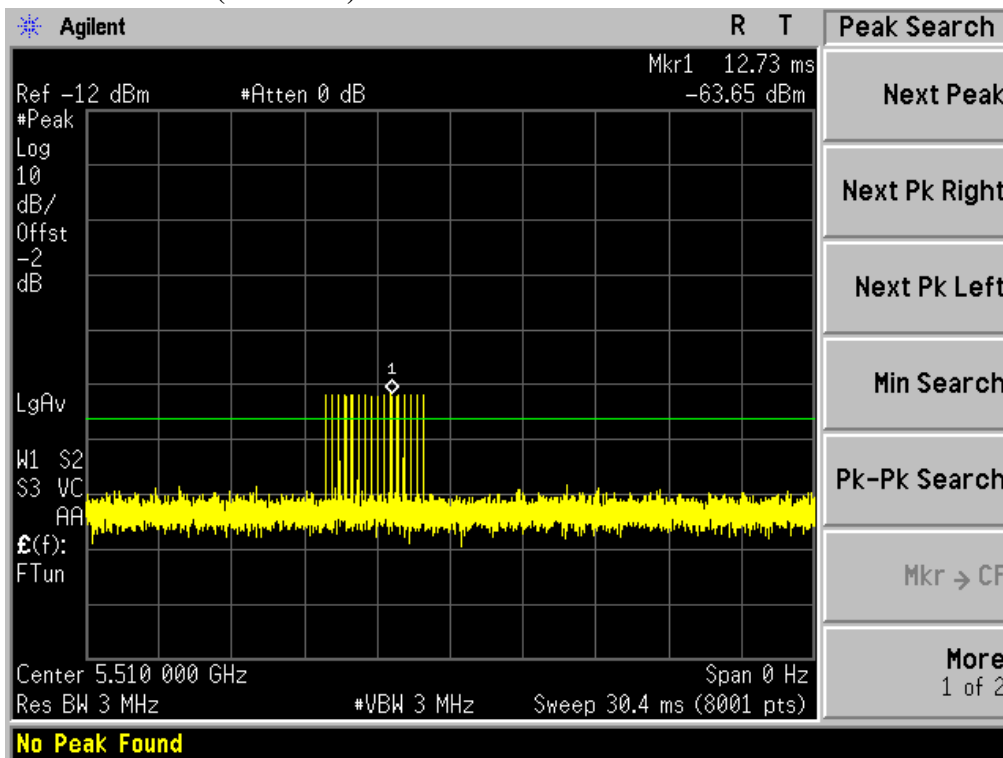 Agilent R T Peak Search
Mkr1 12.73 ms
Ref -12 dBm #Atten 0 dB -63.65 dBm
#Peak
Log
10
dB/
Offst
-2
dB
1
LgAv
W1 S2
S3 VC
AA
£(f):
FTun
Center 5.510 000 GHz Span 0 Hz
Res BW 3 MHz #VBW 3 MHz Sweep 30.4 ms (8001 pts)
No Peak Found
Next Peak
Next Pk Right
Next Pk Left
Min Search
Pk-Pk Search
Mkr → CF
More
1 of 2